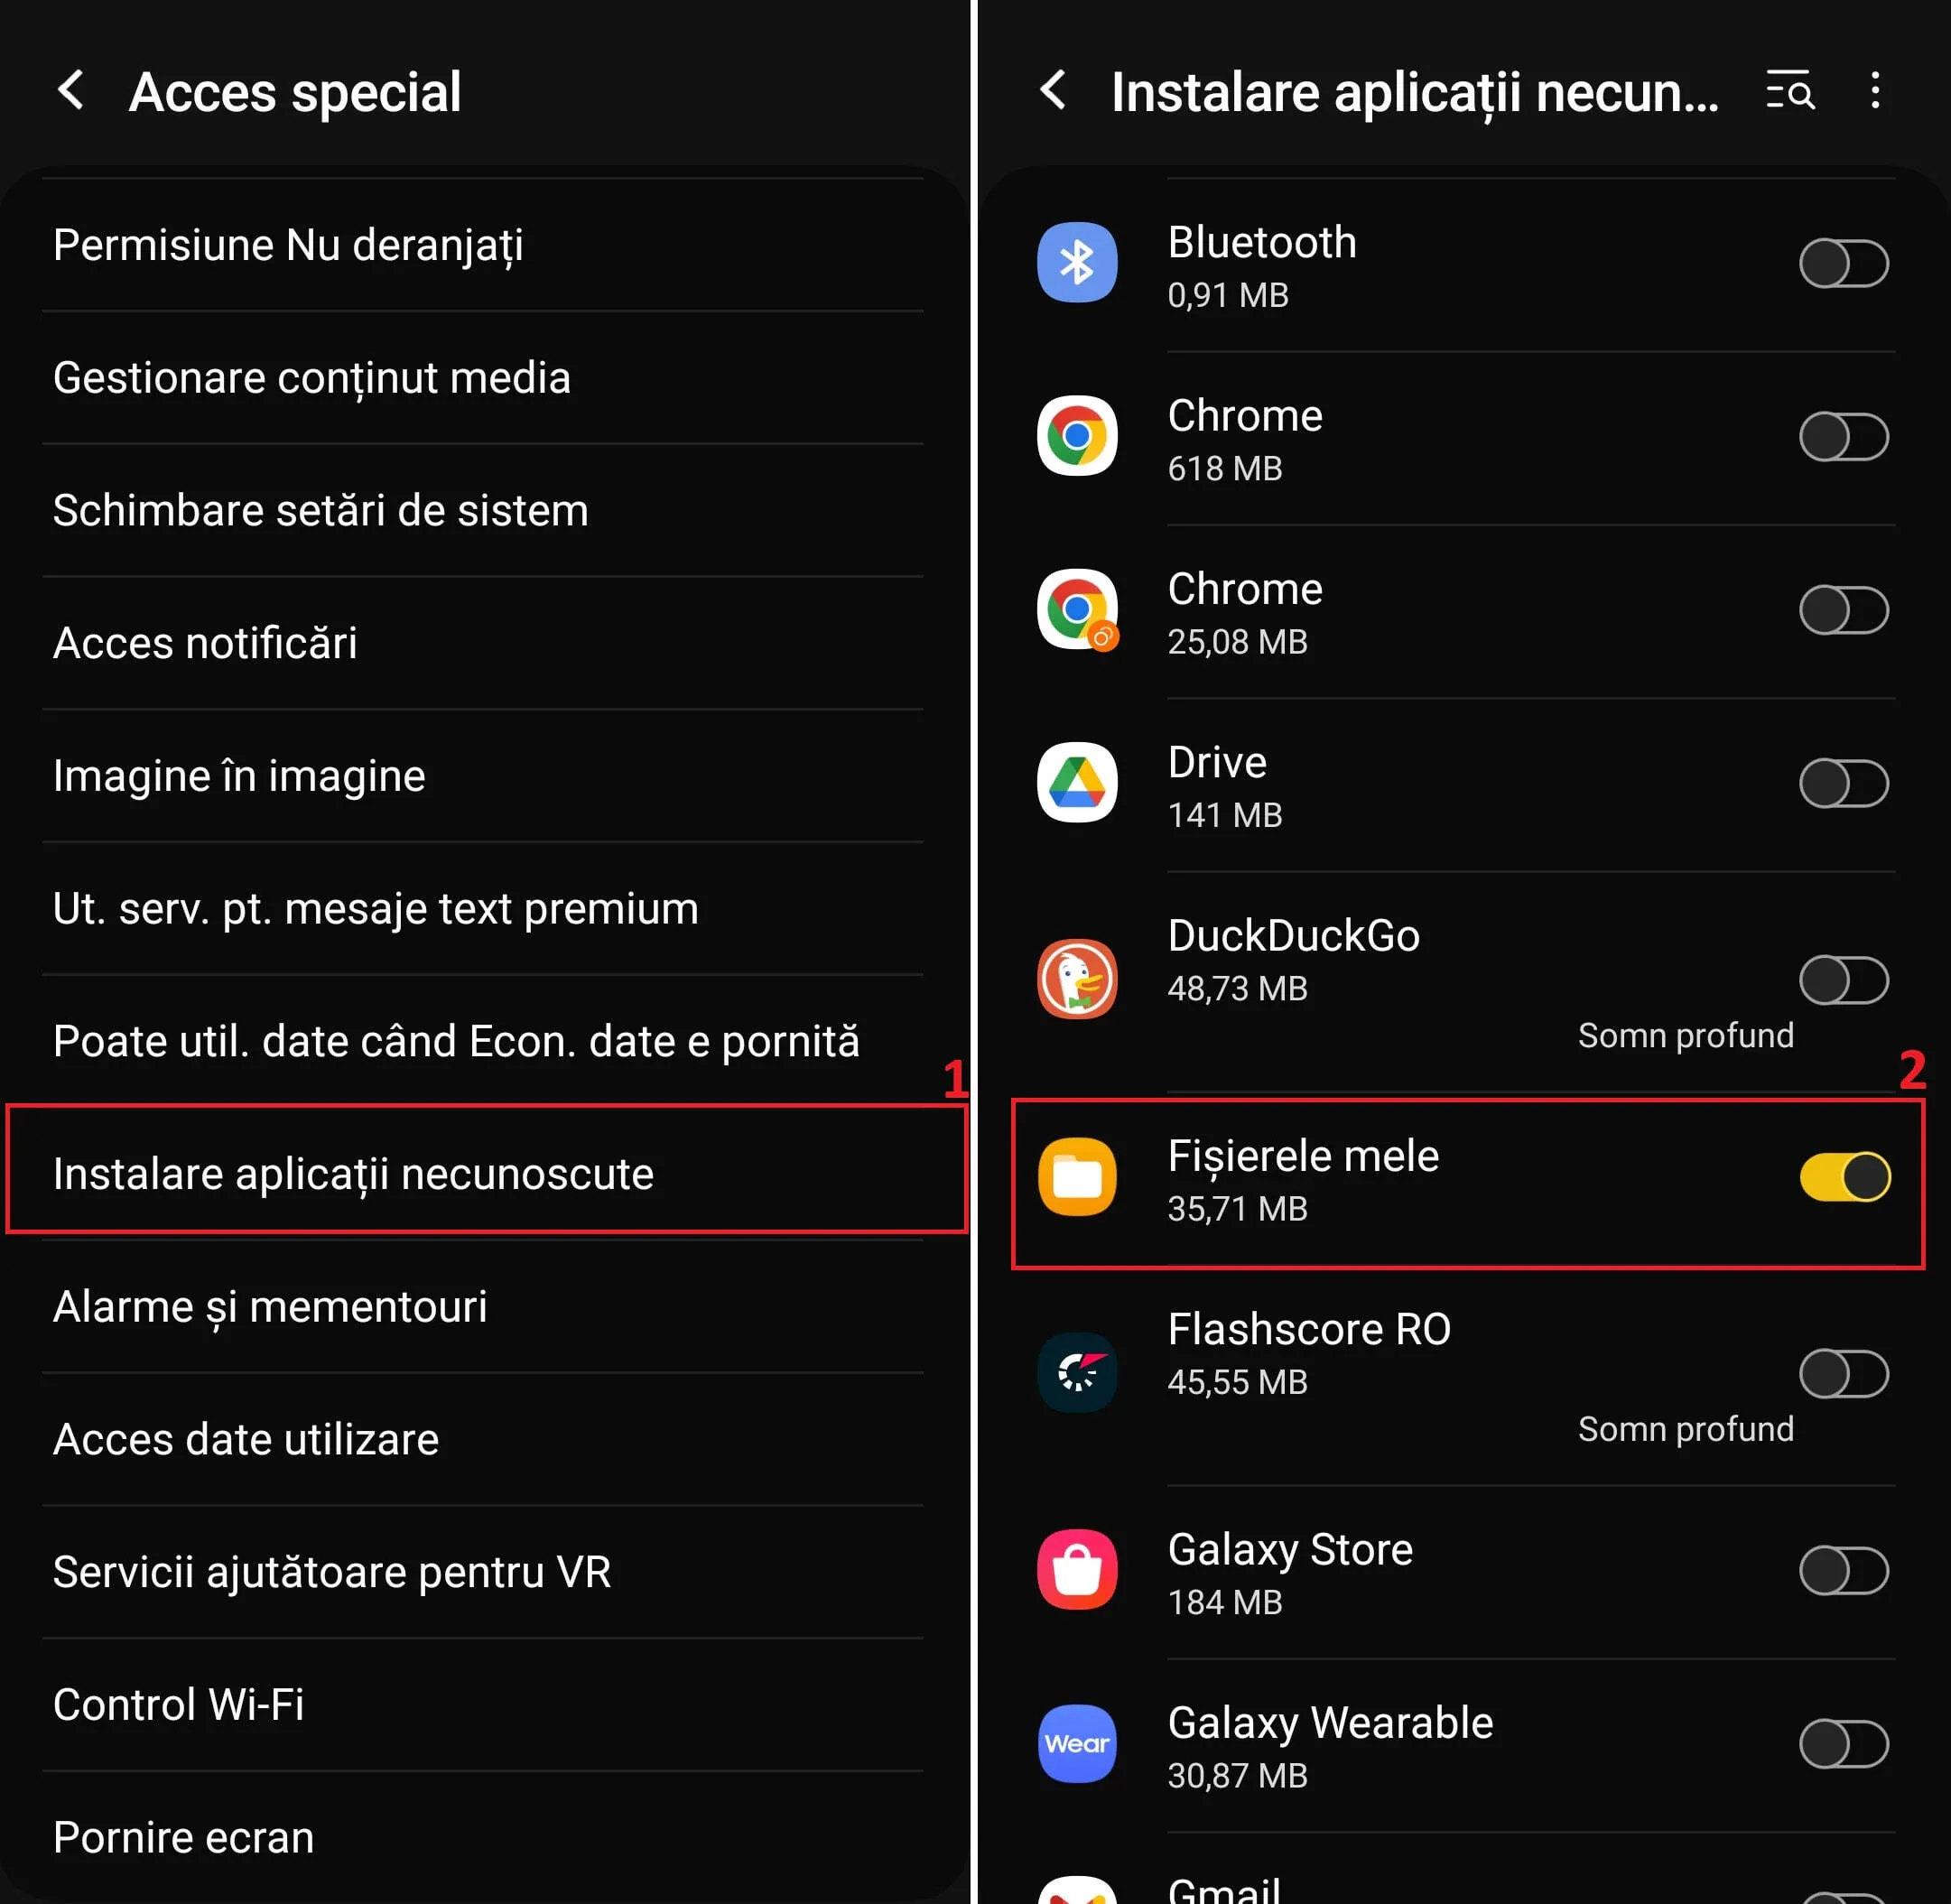 Acces special
Permisiune Nu deranjați
Gestionare conținut media
Schimbare setări de sistem
Acces notificări
Imagine în imagine
Ut. serv. pt. mesaje text premium
Poate util. date când Econ. date e pornită
1
Instalare aplicații necunoscute
Alarme și mementouri
Acces date utilizare
Servicii ajutătoare pentru VR
Control Wi-Fi
Pornire ecran
Instalare aplicații necun...
Bluetooth
0,91 MB
Chrome
618 MB
Chrome
25,08 MB
Drive
141 MB
DuckDuckGo
48,73 MB
Somn profund
2
Fișierele mele
35,71 MB
Flashscore RO
45,55 MB
Somn profund
Galaxy Store
184 MB
Wear
Galaxy Wearable
30,87 MB
Gmail